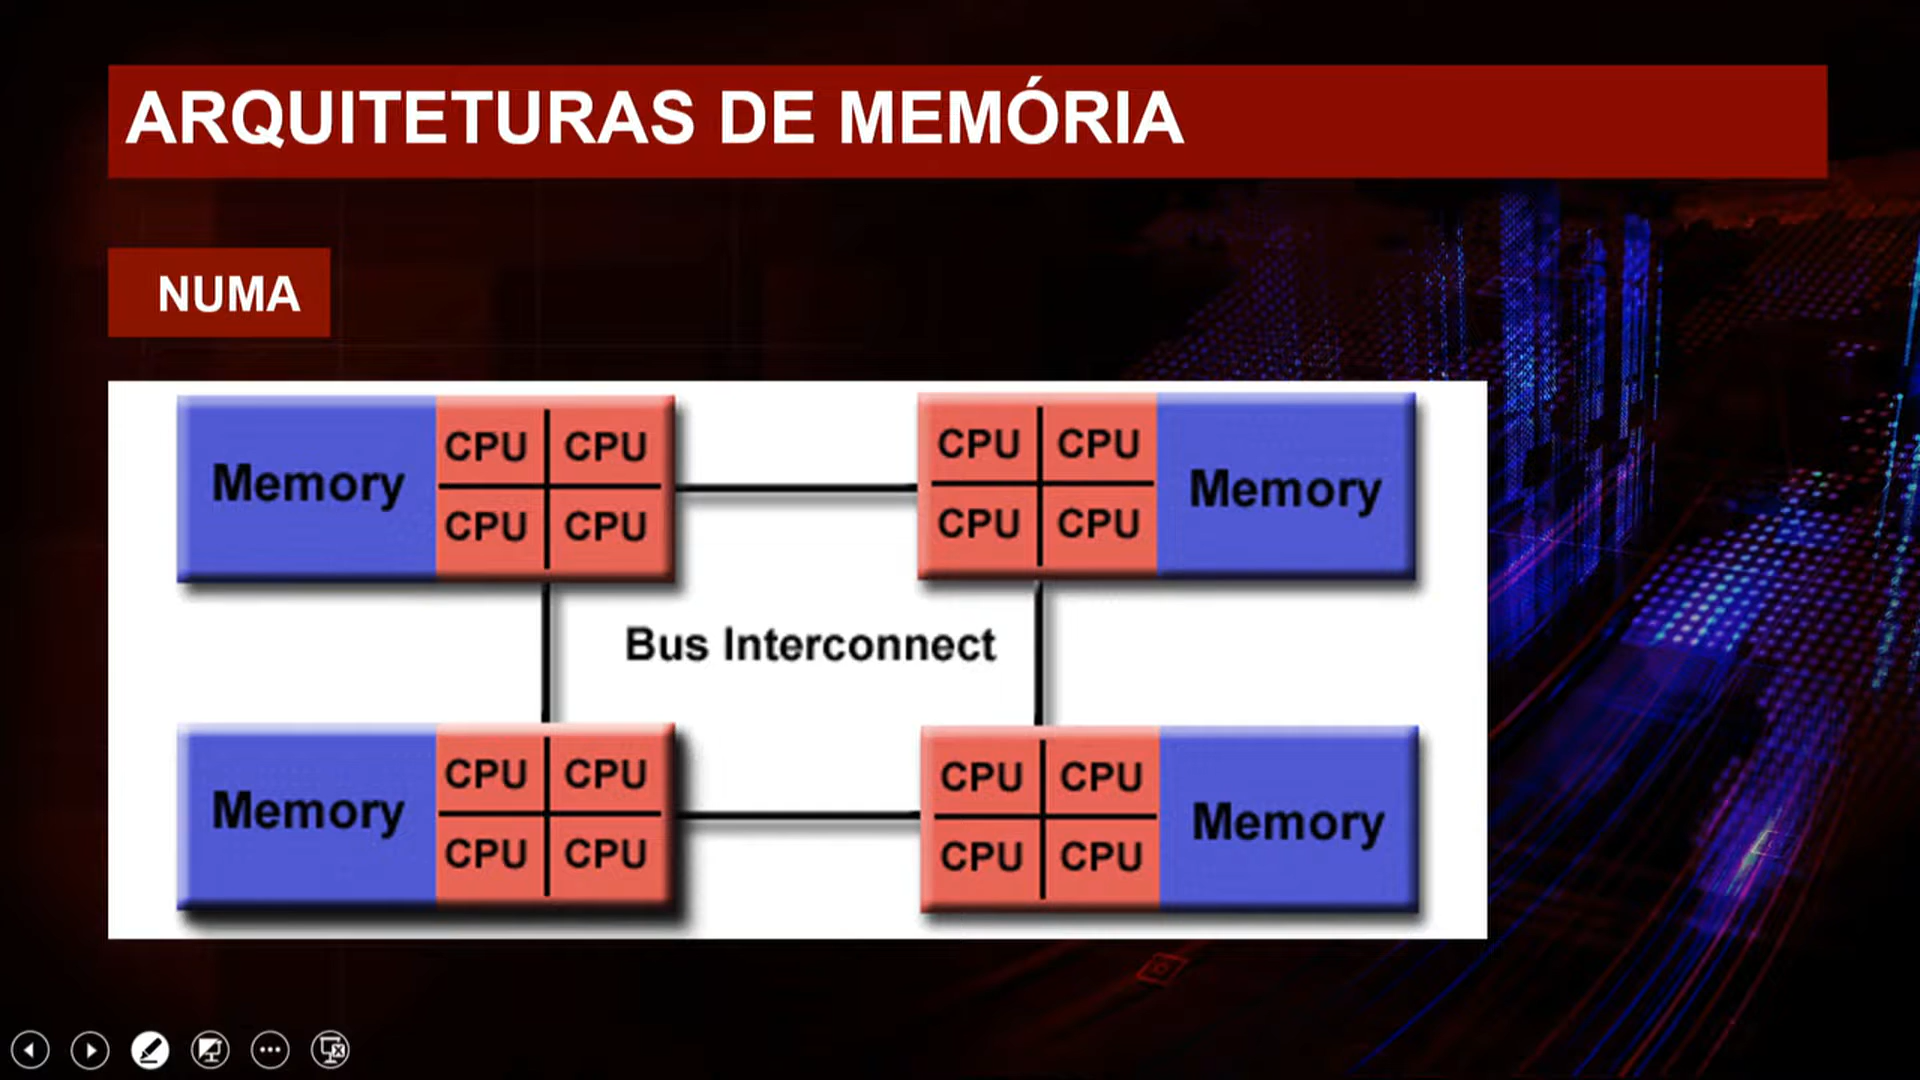 ARQUITETURAS DE MEMÓRIA
NUMA
Memory CPU CPU CPU CPU
CPU CPU CPU CPU Memory
Bus Interconnect
Memory CPU CPU CPU CPU
CPU CPU CPU CPU Memory